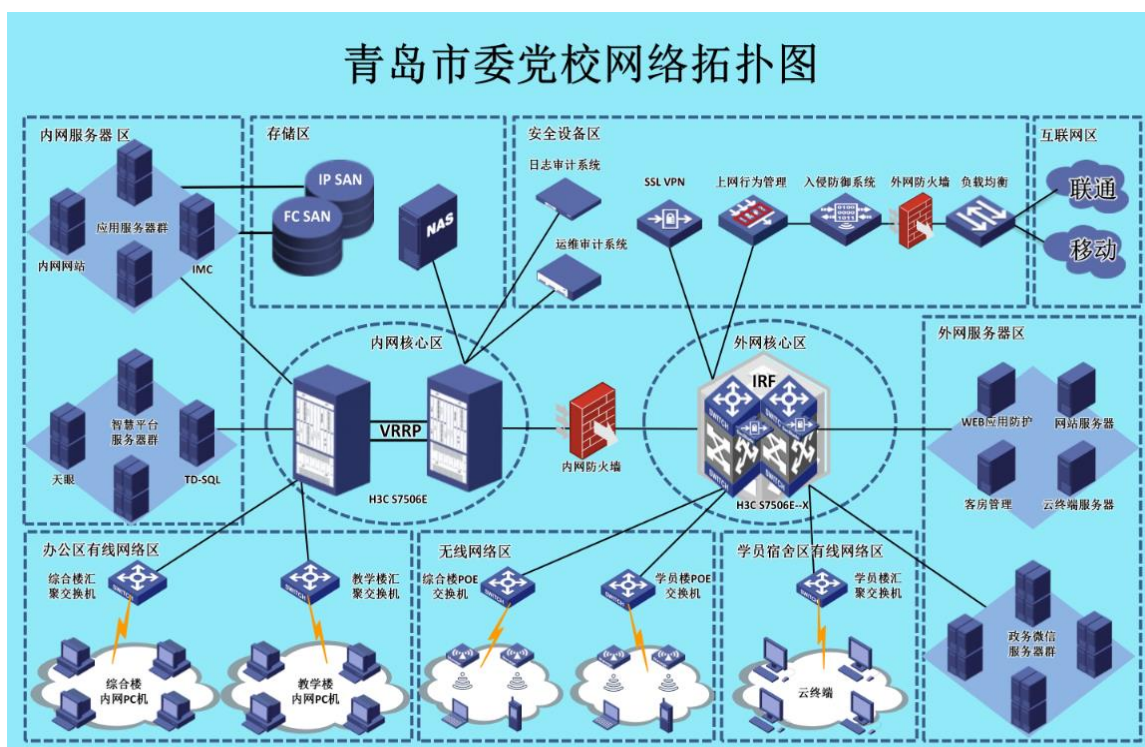 青岛市委党校网络拓扑图
内网服务器 区
应用服务器群
内网网站
IMC
智慧平台
服务器群
天眼
TD-SQL
存储区
IP SAN
FC SAN
NAS
安全设备区
日志审计系统
运维审计系统
SSL VPN
上网行为管理
入侵防御系统
0100
0000
1011
外网防火墙
负载均衡
互联网区
联通
移动
内网核心区
VRRP
H3C S7506E
内网防火墙
外网核心区
IRF
SWITCH
SWITCH
SWITCH
SWITCH
H3C S7506E--X
外网服务器区
WEB应用防护
网站服务器
客房管理
云终端服务器
政务微信
服务器群
办公区有线网络区
综合楼汇
聚交换机
SWITCH
综合楼
内网PC机
教学楼汇
聚交换机
SWITCH
教学楼
内网PC机
无线网络区
综合楼POE
交换机
SWITCH
学员楼POE
交换机
SWITCH
学员宿舍区有线网络区
学员楼汇
聚交换机
SWITCH
云终端